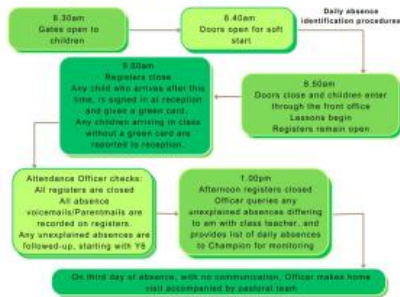 8.30am
Gates open to
children
8.40am
Doors open for soft
start
Daily absence
identification procedures
8.50am
Doors close and children enter
through the front office
Lessons begin
Registers remain open
9.00am
Registers close
Any child who arrives after this
time, is signed in at reception
and given a green card.
Any children arriving in class
without a green card are
reported to reception.
Attendance Officer checks:
All registers are closed
All absence
voicemails/Parentmails are
recorded on registers.
Any unexplained absences are
followed-up, starting with Y6
1.00pm
Afternoon registers closed
Officer queries any
unexplained absences differing
to am with class teacher, and
provides list of daily absences
to Champion for monitoring
On third day of absence, with no communication, Officer makes home
visit accompanied by pastoral team